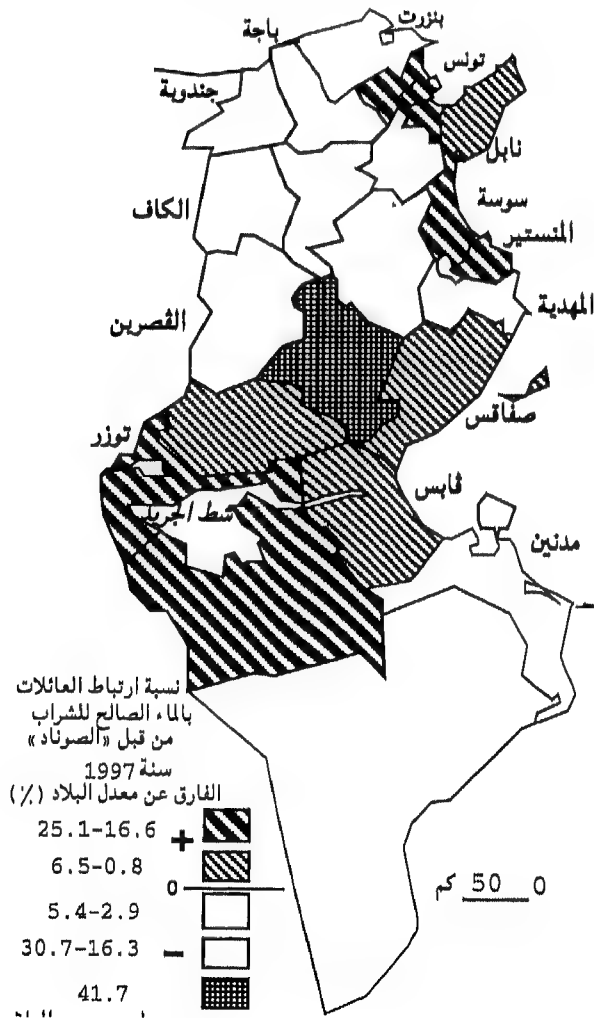 بنزرت
باجة
تونس
جندوبة
نابل
سوسة
الكاف
المنستير
المهدية
القصرين
صفاقس
توزر
ڤابس
شط الجريد
مدنين
نسبة ارتباط العائلات
بالماء الصالح للشراب
من قبل «الصوناد»
سنة 1997
الفارق عن معدل البلاد (٪)
+
25.1-16.6
6.5-0.8
0
5.4-2.9
30.7-16.3
−
41.7
0 50 كم